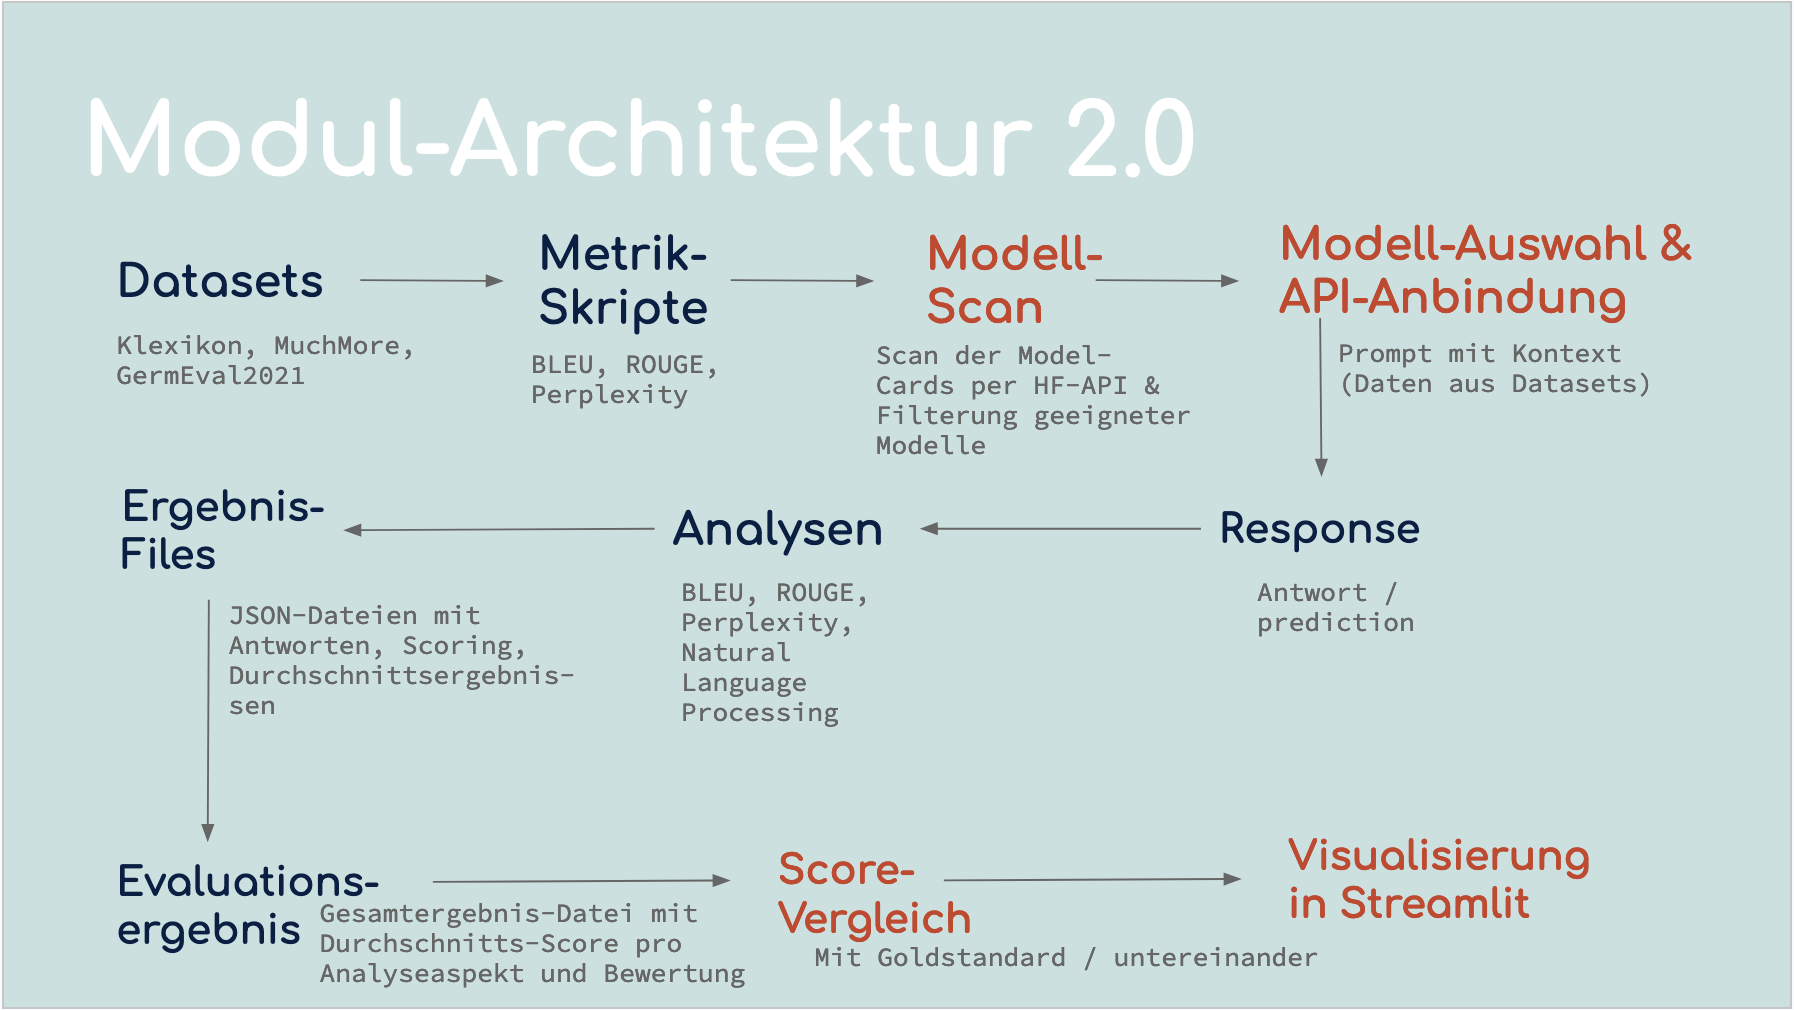 Modul-Architektur 2.0
Datasets
Klexikon, MuchMore,
GermEval2021
Metrik-
Skripte
BLEU, ROUGE,
Perplexity
Modell-
Scan
Scan der Model-
Cards per HF-API &
Filterung geeigneter
Modelle
Modell-Auswahl &
API-Anbindung
Prompt mit Kontext
(Daten aus Datasets)
Response
Antwort /
prediction
Analysen
BLEU, ROUGE,
Perplexity,
Natural
Language
Processing
Ergebnis-
Files
JSON-Dateien mit
Antworten, Scoring,
Durchschnittsergebnis-
sen
Evaluations-
ergebnis
Gesamtergebnis-Datei mit
Durchschnitts-Score pro
Analyseaspekt und Bewertung
Score-
Vergleich
Mit Goldstandard / untereinander
Visualisierung
in Streamlit